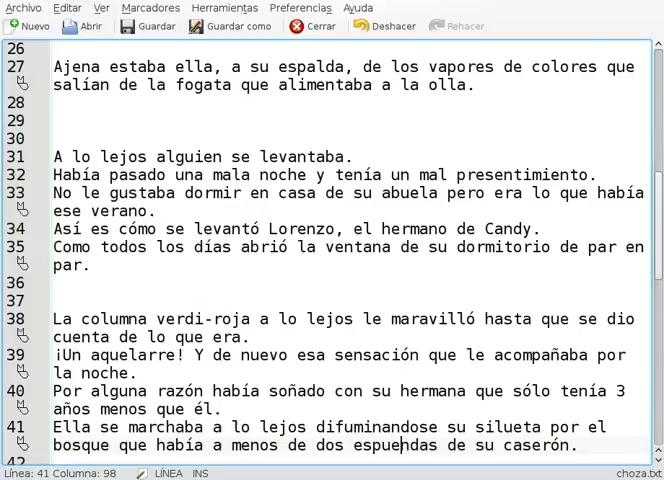 Archivo Editar Ver Marcadores Herramientas Preferencias Ayuda
Nuevo Abrir Guardar Guardar como Cerrar Deshacer Rehacer
26
27 Ajena estaba ella, a su espalda, de los vapores de colores que
salían de la fogata que alimentaba a la olla.
28
29
30
31 A lo lejos alguien se levantaba.
32 Había pasado una mala noche y tenía un mal presentimiento.
33 No le gustaba dormir en casa de su abuela pero era lo que había
ese verano.
34 Así es cómo se levantó Lorenzo, el hermano de Candy.
35 Como todos los días abrió la ventana de su dormitorio de par en
par.
36
37
38 La columna verdi-roja a lo lejos le maravilló hasta que se dio
cuenta de lo que era.
39 ¡Un aquelarre! Y de nuevo esa sensación que le acompañaba por
la noche.
40 Por alguna razón había soñado con su hermana que sólo tenía 3
años menos que él.
41 Ella se marchaba a lo lejos difuminandose su silueta por el
bosque que había a menos de dos espuendas de su caserón.
42
Línea: 41 Columna: 98 LÍNEA INS choza.txt